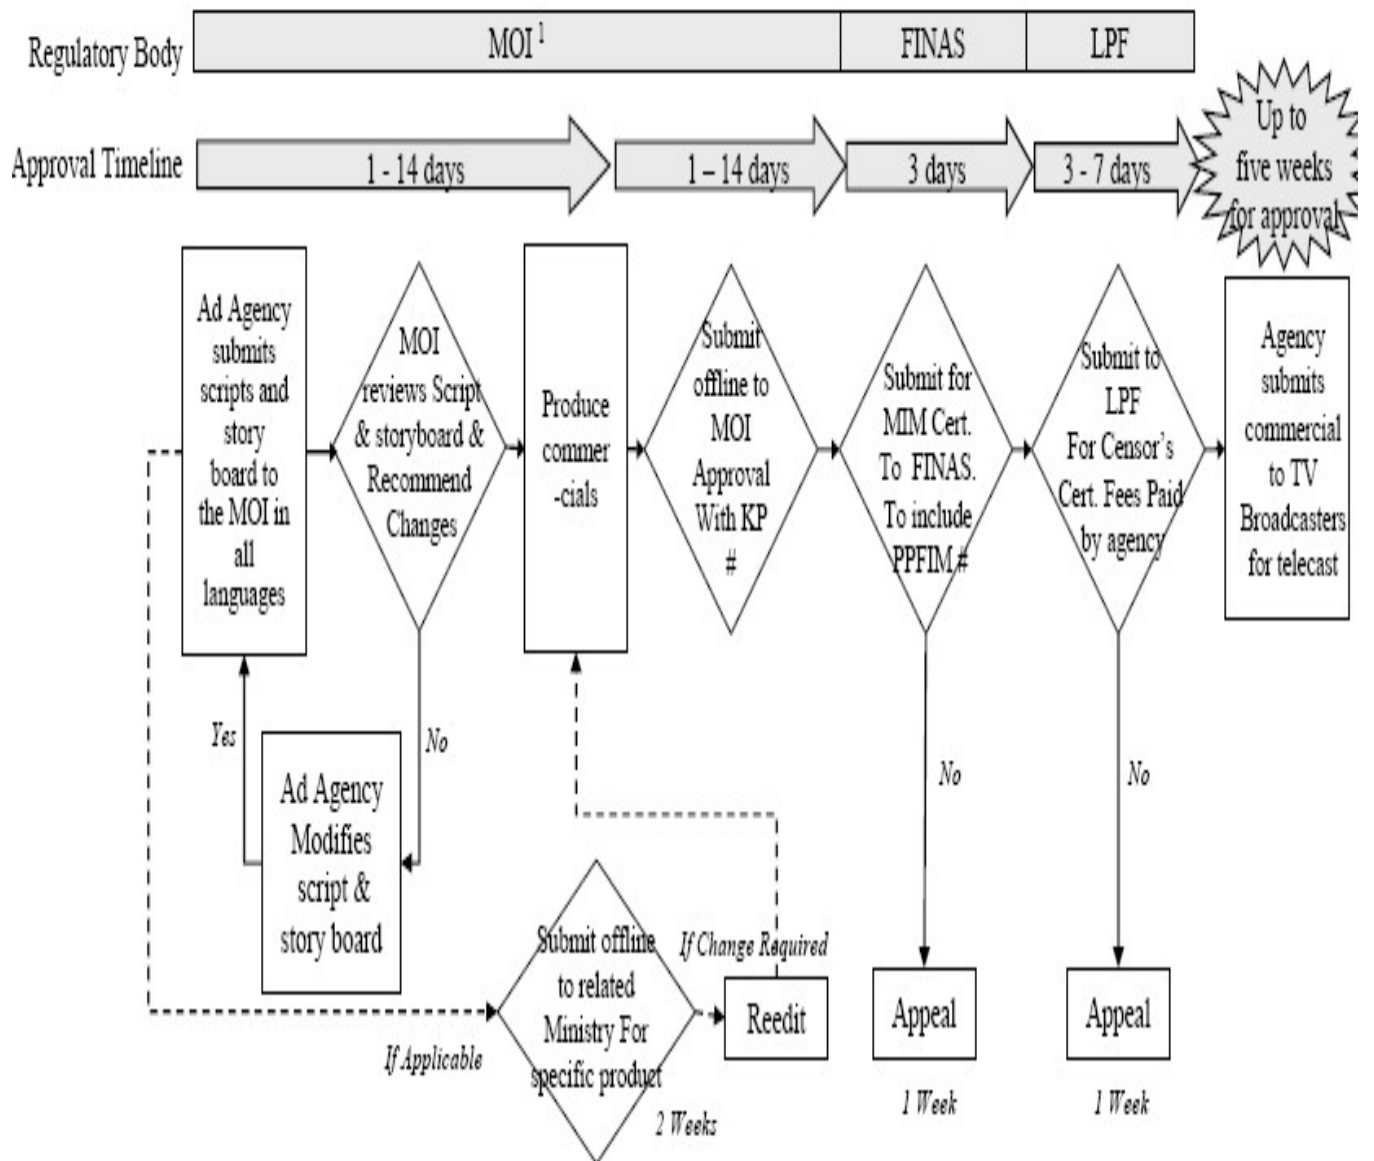 Regulatory Body
MOI 1
FINAS
LPF
Approval Timeline
1 - 14 days
1 – 14 days
3 days
3 - 7 days
Up to
five weeks
for approval
Ad Agency
submits
scripts and
story
board to
the MOI in
all
languages
MOI
reviews Script
& storyboard &
Recommend
Changes
Produce
commer
-cials
Submit
offline to
MOI
Approval
With KP
#
Submit for
MIM Cert.
To FINAS.
To include
PPFIM #
Submit to
LPF
For Censor's
Cert. Fees Paid
by agency
Agency
submits
commercial
to TV
Broadcasters
for telecast
Yes
No
No
No
Ad Agency
Modifies
script &
story board
If Applicable
Submit offline
to related
Ministry For
specific product
2 Weeks
If Change Required
Reedit
Appeal
1 Week
Appeal
1 Week